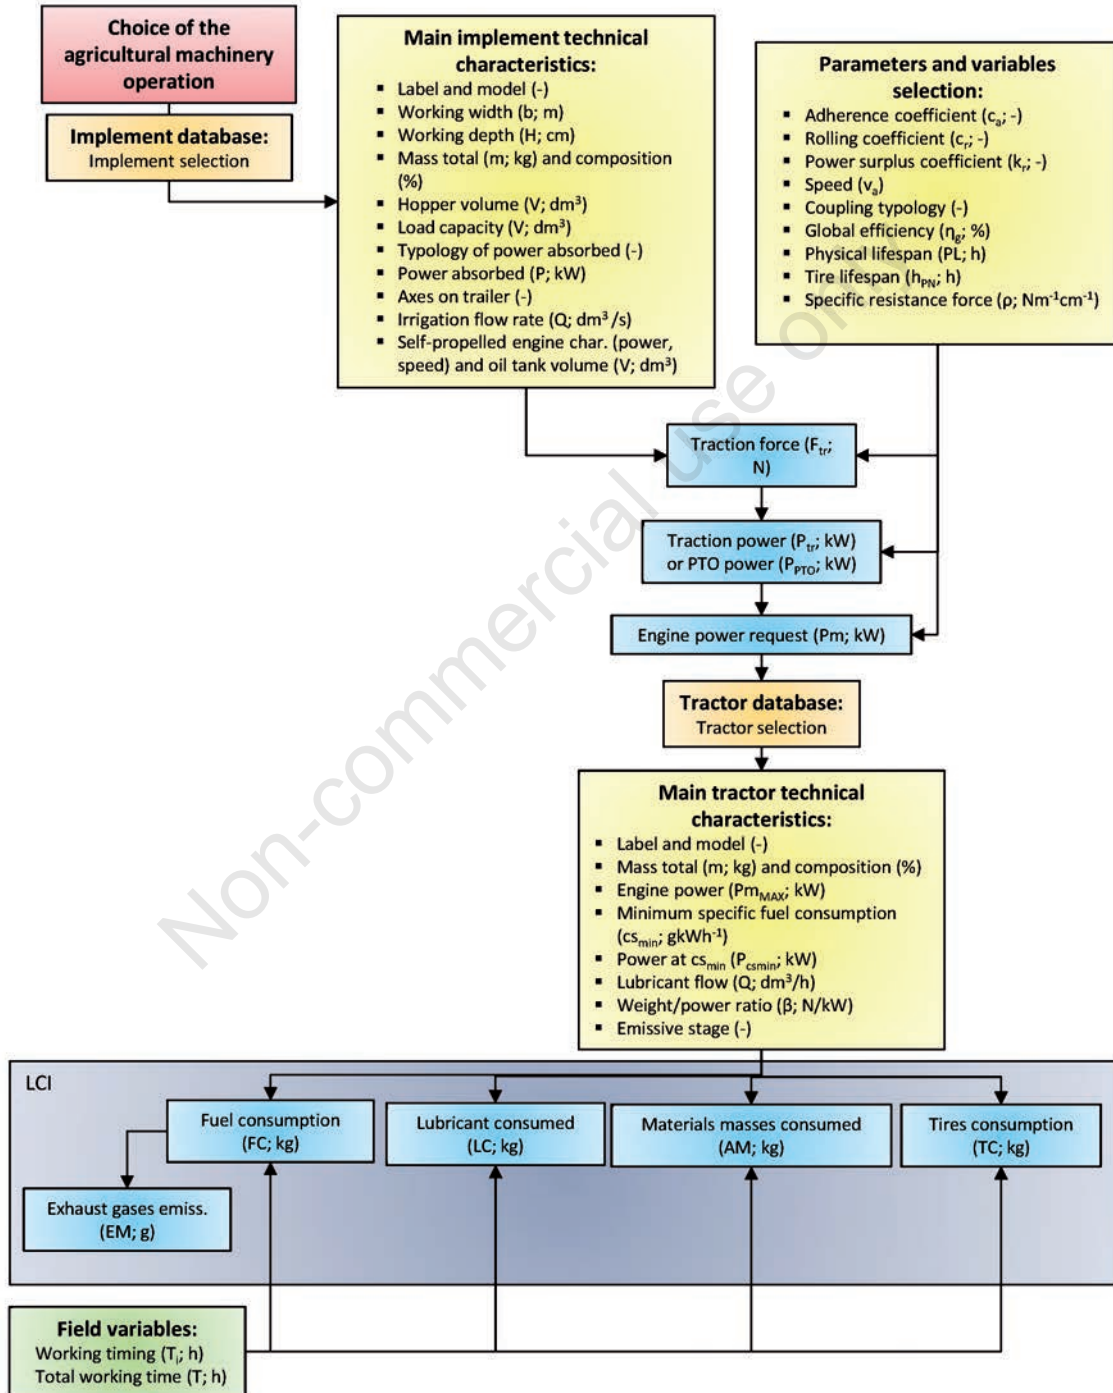 Choice of the
agricultural machinery
operation
Implement database:
Implement selection
Main implement technical
characteristics:
▪ Label and model (-)
▪ Working width (b; m)
▪ Working depth (H; cm)
▪ Mass total (m; kg) and composition
(%)
▪ Hopper volume (V; dm³)
▪ Load capacity (V; dm³)
▪ Typology of power absorbed (-)
▪ Power absorbed (P; kW)
▪ Axes on trailer (-)
▪ Irrigation flow rate (Q; dm³/s)
▪ Self-propelled engine char. (power,
speed) and oil tank volume (V; dm³)
Parameters and variables
selection:
▪ Adherence coefficient (cₐ; -)
▪ Rolling coefficient (cᵣ; -)
▪ Power surplus coefficient (kᵣ; -)
▪ Speed (vₐ)
▪ Coupling typology (-)
▪ Global efficiency (η_g; %)
▪ Physical lifespan (PL; h)
▪ Tire lifespan (h_PN; h)
▪ Specific resistance force (ρ; Nm⁻¹cm⁻¹)
Traction force (F_tr;
N)
Traction power (P_tr; kW)
or PTO power (P_PTO; kW)
Engine power request (Pm; kW)
Tractor database:
Tractor selection
Main tractor technical
characteristics:
▪ Label and model (-)
▪ Mass total (m; kg) and composition (%)
▪ Engine power (Pm_MAX; kW)
▪ Minimum specific fuel consumption
(cs_min; gkWh⁻¹)
▪ Power at cs_min (P_csmin; kW)
▪ Lubricant flow (Q; dm³/h)
▪ Weight/power ratio (β; N/kW)
▪ Emissive stage (-)
LCI
Fuel consumption
(FC; kg)
Lubricant consumed
(LC; kg)
Materials masses consumed
(AM; kg)
Tires consumption
(TC; kg)
Exhaust gases emiss.
(EM; g)
Field variables:
Working timing (Tᵢ; h)
Total working time (T; h)
Non-commercial use only